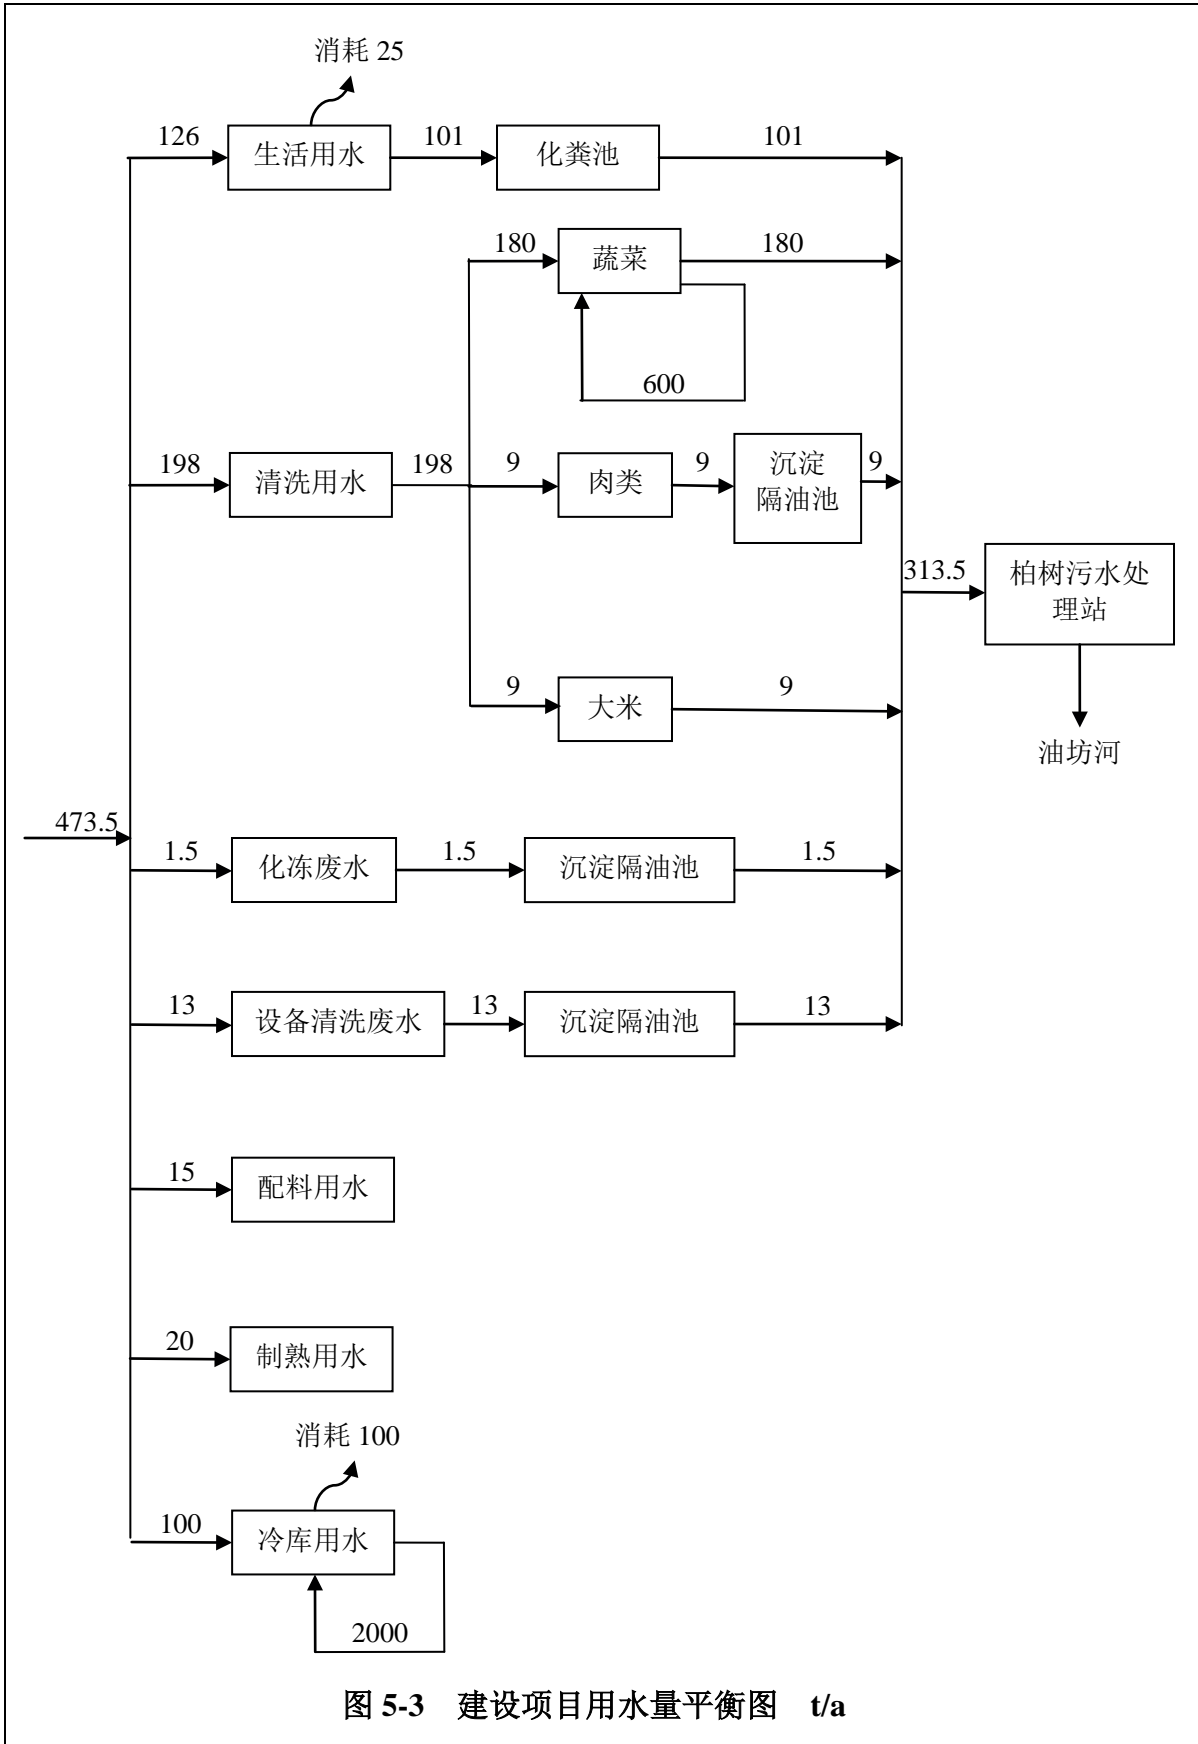 消耗 25
126
生活用水
101
化粪池
101
180
蔬菜
180
600
198
清洗用水
198
9
肉类
9
沉淀
隔油池
9
313.5
柏树污水处
理站
9
大米
9
油坊河
473.5
1.5
化冻废水
1.5
沉淀隔油池
1.5
13
设备清洗废水
13
沉淀隔油池
13
15
配料用水
20
制熟用水
消耗 100
100
冷库用水
2000
图 5-3 建设项目用水量平衡图 t/a